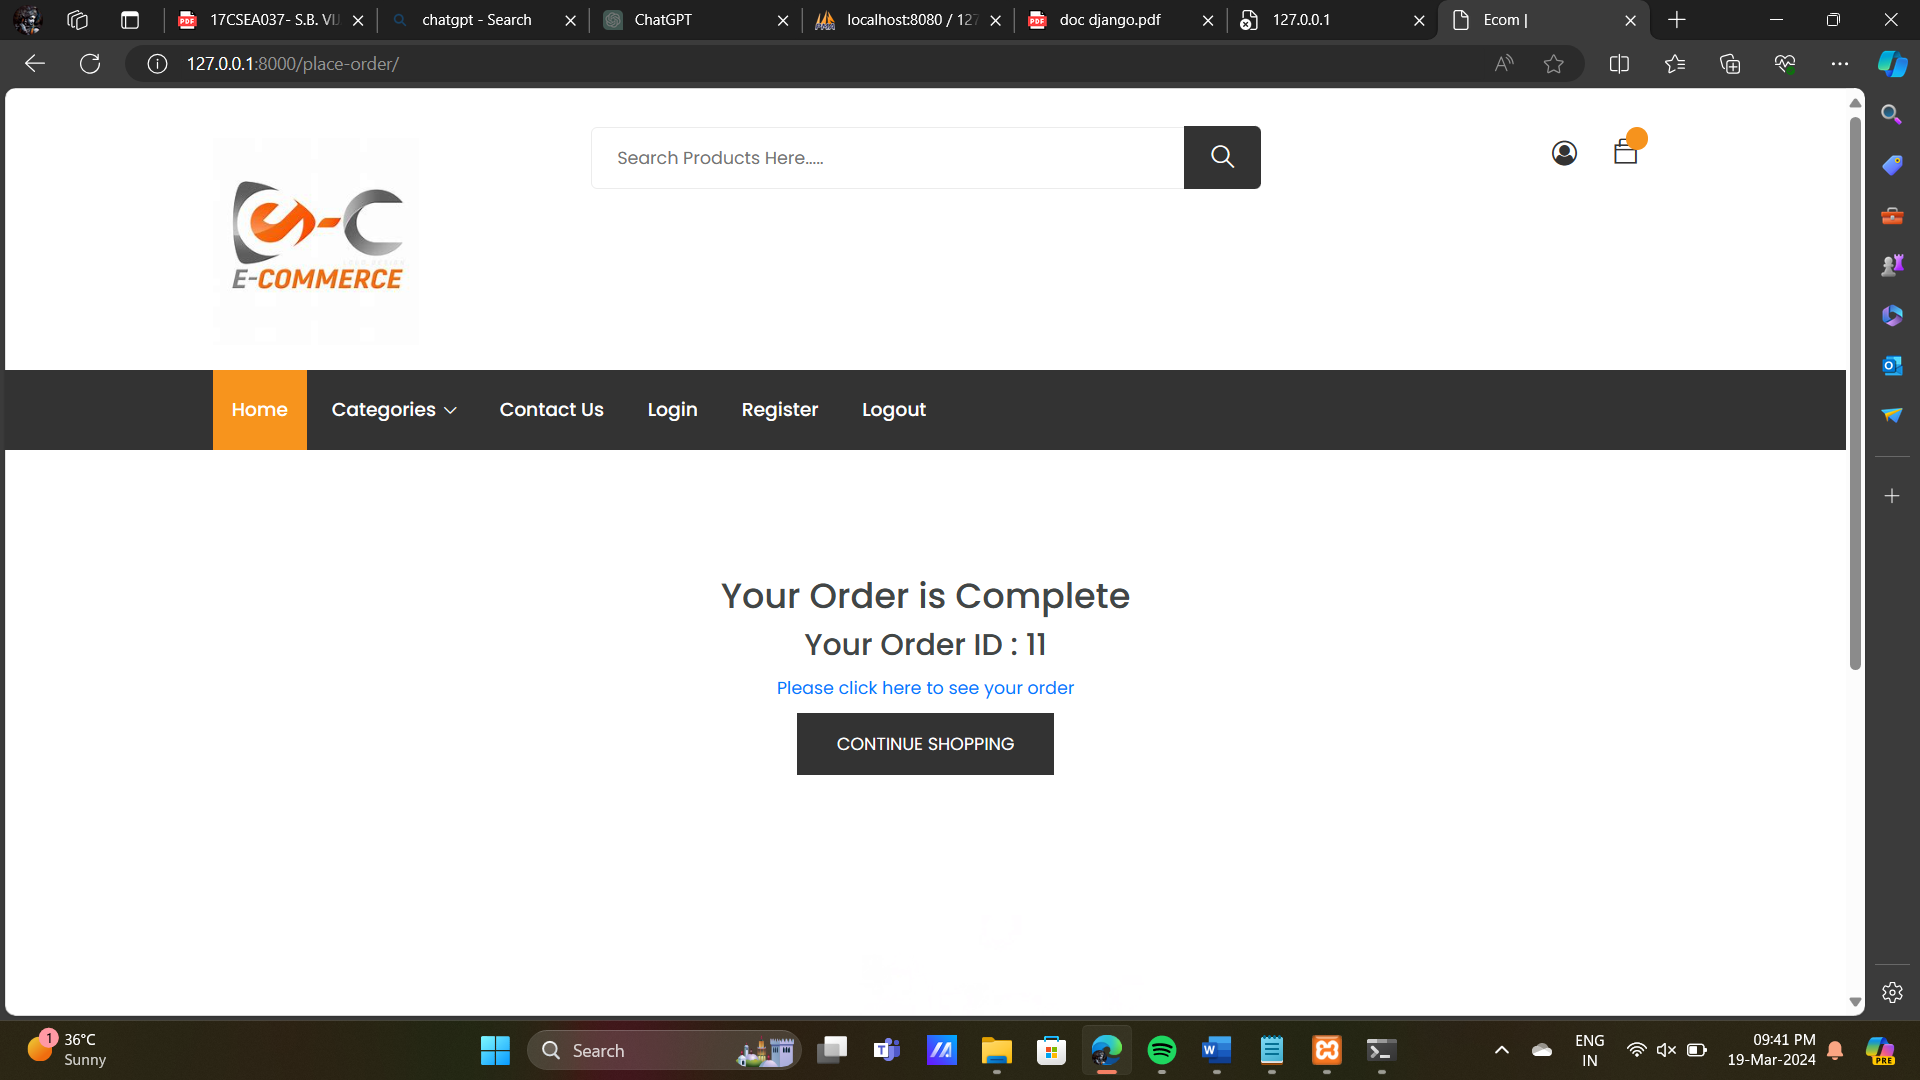 17CSEA037- S.B. VIJ
chatgpt - Search
ChatGPT
localhost:8080 / 127
doc django.pdf
127.0.0.1
Ecom |
127.0.0.1:8000/place-order/
Search Products Here.....
E-COMMERCE
Home
Categories
Contact Us
Login
Register
Logout
Your Order is Complete
Your Order ID : 11
Please click here to see your order
CONTINUE SHOPPING
1
36°C
Sunny
Search
ENG
IN
09:41 PM
19-Mar-2024
PRE